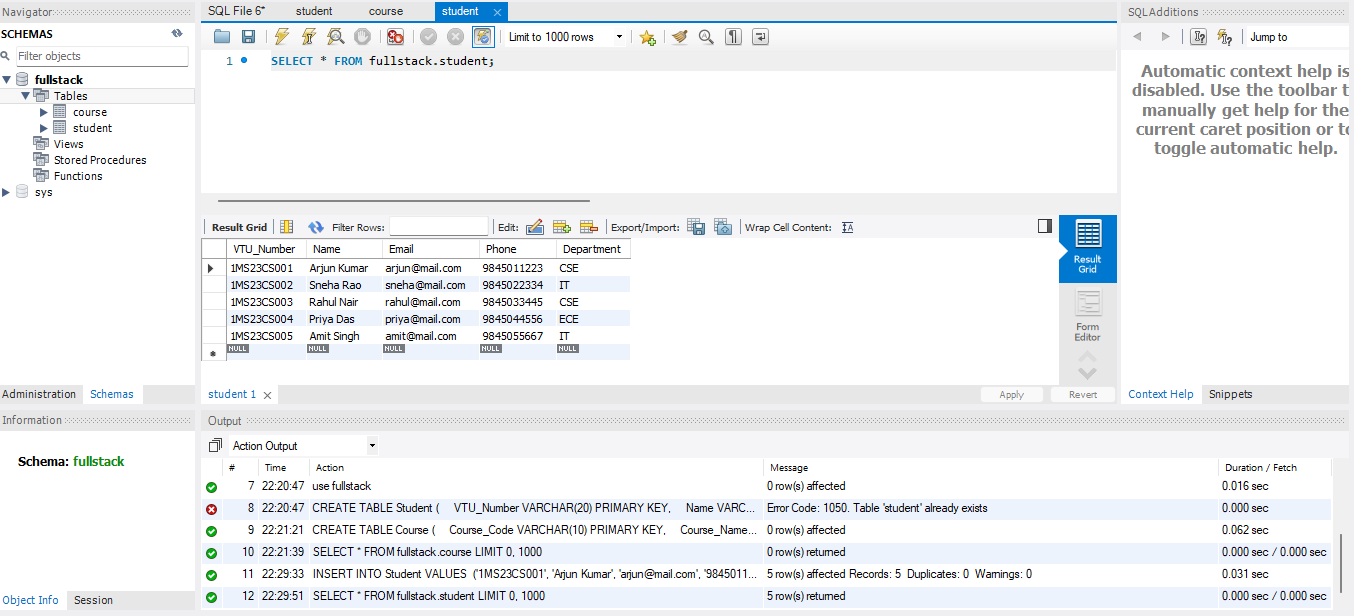 Navigator
SCHEMAS
Filter objects
fullstack
Tables
course
student
Views
Stored Procedures
Functions
sys
Administration Schemas
Information
Schema: fullstack
Object Info Session
SQL File 6* student course student
Limit to 1000 rows
1 SELECT * FROM fullstack.student;
Result Grid Filter Rows: Edit: Export/Import: Wrap Cell Content: IA
VTU_Number Name Email Phone Department
1MS23CS001 Arjun Kumar arjun@mail.com 9845011223 CSE
1MS23CS002 Sneha Rao sneha@mail.com 9845022334 IT
1MS23CS003 Rahul Nair rahul@mail.com 9845033445 CSE
1MS23CS004 Priya Das priya@mail.com 9845044556 ECE
1MS23CS005 Amit Singh amit@mail.com 9845055667 IT
NULL NULL NULL NULL NULL
Result
Grid
Form
Editor
student 1 Apply Revert
SQLAdditions
Jump to
Automatic context help is
disabled. Use the toolbar t
manually get help for the
current caret position or to
toggle automatic help.
Context Help Snippets
Output
Action Output
# Time Action Message Duration / Fetch
7 22:20:47 use fullstack 0 row(s) affected 0.016 sec
8 22:20:47 CREATE TABLE Student ( VTU_Number VARCHAR(20) PRIMARY KEY, Name VARC... Error Code: 1050. Table 'student' already exists 0.000 sec
9 22:21:21 CREATE TABLE Course ( Course_Code VARCHAR(10) PRIMARY KEY, Course_Name... 0 row(s) affected 0.062 sec
10 22:21:39 SELECT * FROM fullstack.course LIMIT 0, 1000 0 row(s) returned 0.000 sec / 0.000 sec
11 22:29:33 INSERT INTO Student VALUES ('1MS23CS001', 'Arjun Kumar', 'arjun@mail.com', '9845011... 5 row(s) affected Records: 5 Duplicates: 0 Warnings: 0 0.031 sec
12 22:29:51 SELECT * FROM fullstack.student LIMIT 0, 1000 5 row(s) returned 0.000 sec / 0.000 sec